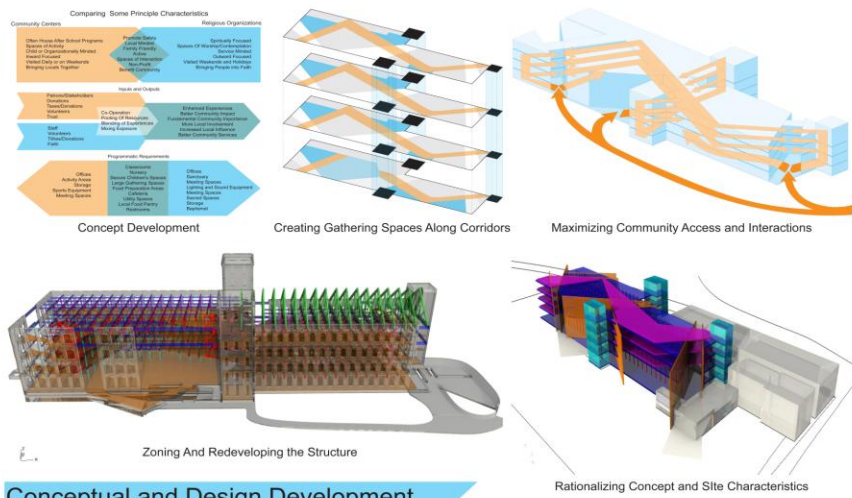 Comparing Some Principle Characteristics
Community Centers
Religious Organizations
Often House After School Programs
Spaces of Activity
Child or Organizationally Minded
Inward Focused
Visited Daily or on Weekends
Bringing Locals Together
Promote Safety
Local Minded
Family Friendly
Active
Spaces of Interaction
Non-Profit
Benefit Community
Spiritually Focused
Spaces Of Worship/Contemplation
Service Minded
Outward Focused
Visited Weekends and Holidays
Bringing People into Faith
Inputs and Outputs
Patrons/Stakeholders
Donations
Taxes/Donations
Volunteers
Trust
Staff
Volunteers
Tithes/Donations
Faith
Co-Operation
Pooling Of Resources
Blending of Experiences
Mixing Exposure
Enhanced Experiences
Better Community Impact
Fundamental Community Importance
More Local Involvement
Increased Local Influence
Better Community Services
Programmatic Requirements
Offices
Activity Areas
Storage
Sports Equipment
Meeting Spaces
Classrooms
Nursery
Secure Children's Spaces
Large Gathering Spaces
Food Preparation Areas
Cafeteria
Utility Spaces
Local Food Pantry
Restrooms
Offices
Sanctuary
Meeting Spaces
Lighting and Sound Equipment
Meeting Spaces
Sacred Spaces
Storage
Baptismal
Concept Development
Creating Gathering Spaces Along Corridors
Maximizing Community Access and Interactions
Zoning And Redeveloping the Structure
Rationalizing Concept and SIte Characteristics
Conceptual and Design Development